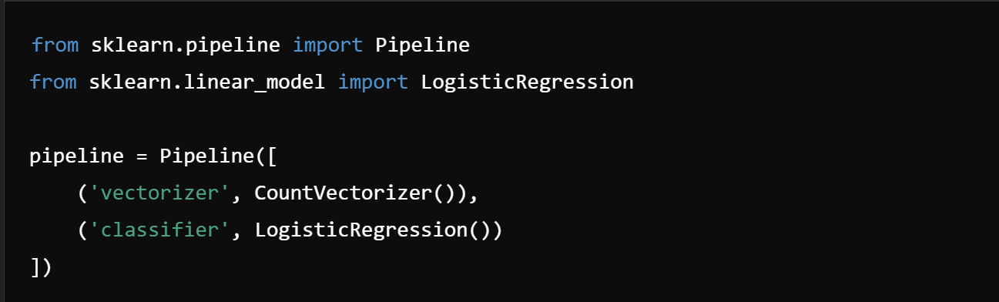 from sklearn.pipeline import Pipeline
from sklearn.linear_model import LogisticRegression
pipeline = Pipeline([
    ('vectorizer', CountVectorizer()),
    ('classifier', LogisticRegression())
])